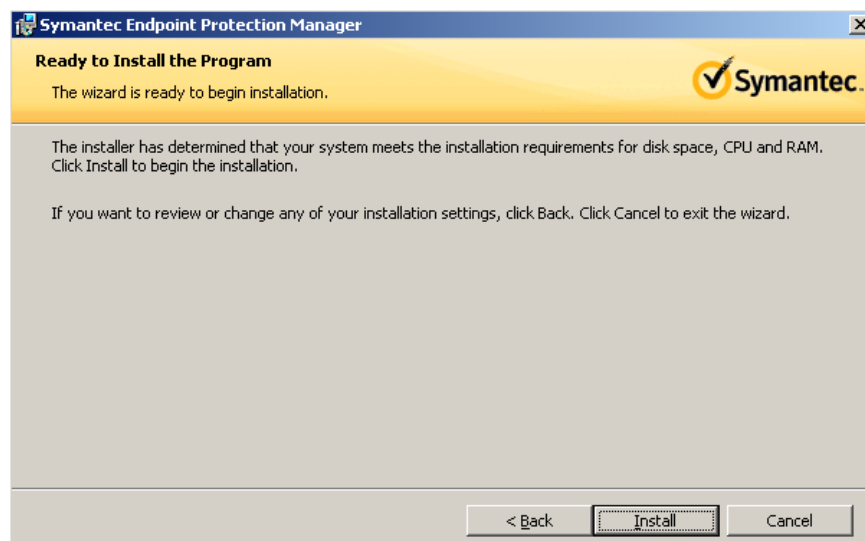 Symantec Endpoint Protection Manager
Ready to Install the Program
The wizard is ready to begin installation.
Symantec.
The installer has determined that your system meets the installation requirements for disk space, CPU and RAM.
Click Install to begin the installation.
If you want to review or change any of your installation settings, click Back. Click Cancel to exit the wizard.
< Back
Install
Cancel